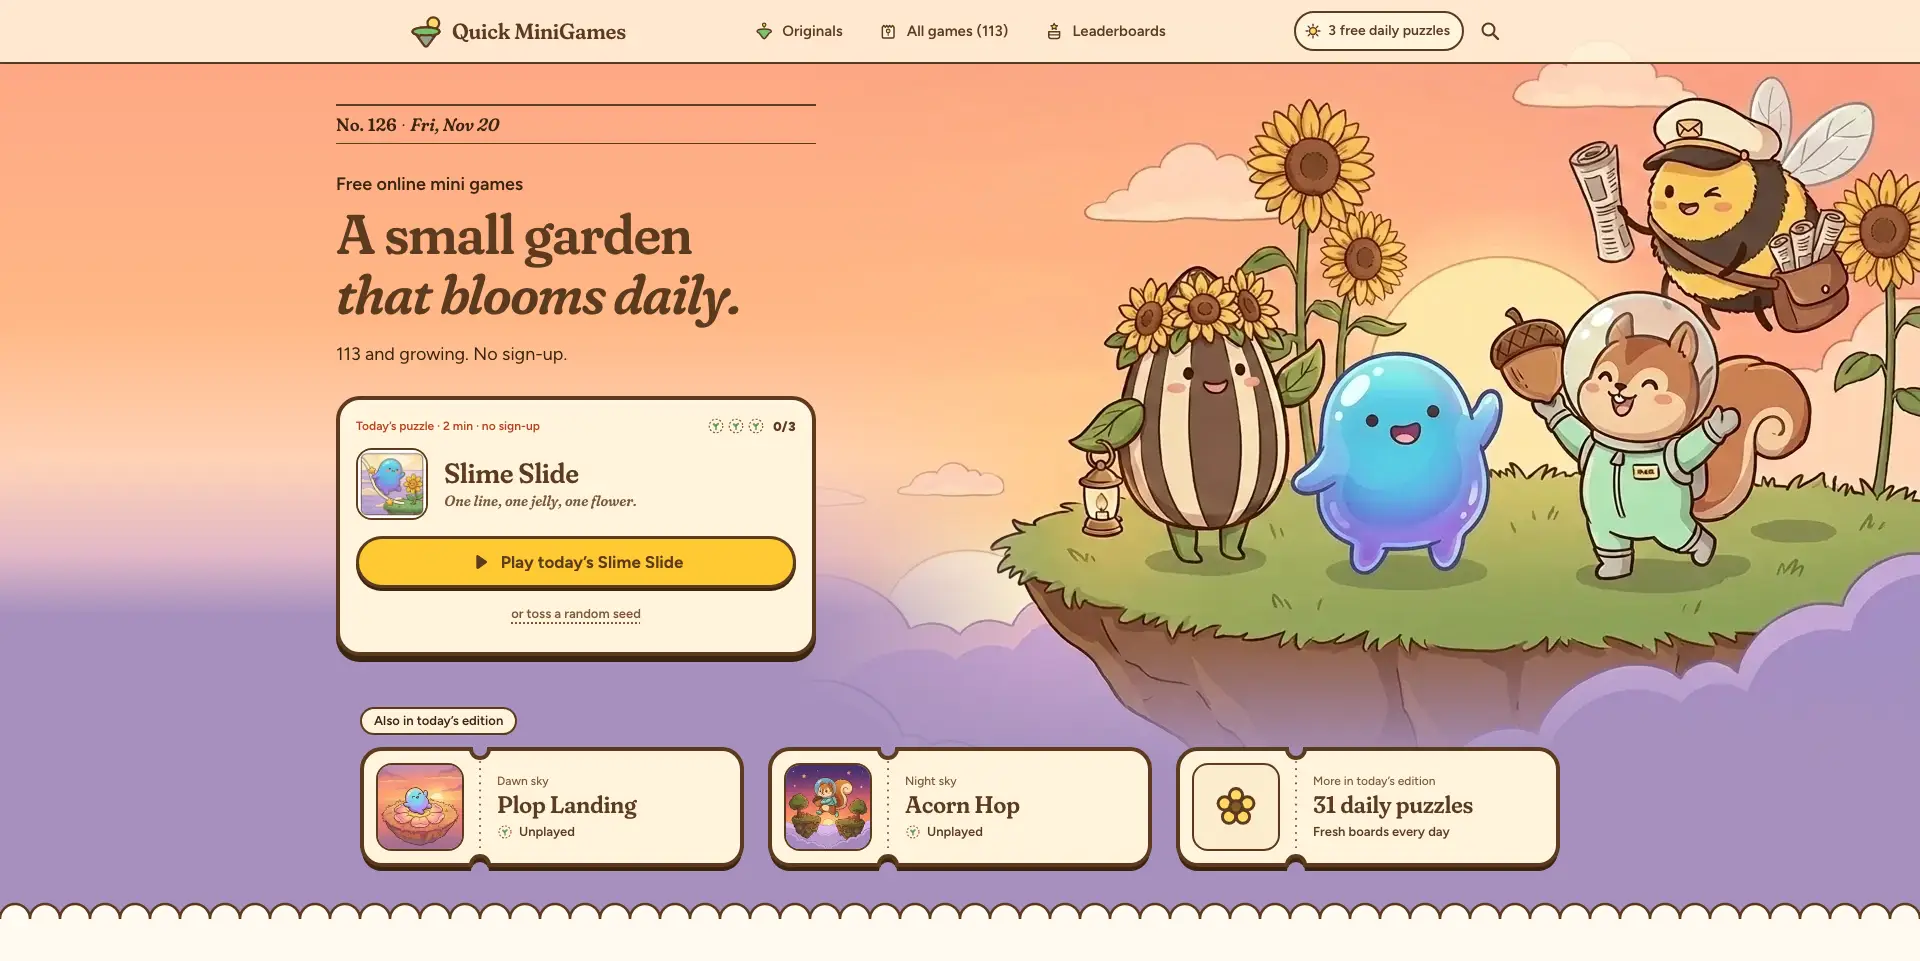 Quick MiniGames
Originals
All games (113)
Leaderboards
3 free daily puzzles
No. 126 · Fri, Nov 20
Free online mini games
A small garden
that blooms daily.
113 and growing. No sign-up.
Today's puzzle · 2 min · no sign-up
0/3
Slime Slide
One line, one jelly, one flower.
Play today's Slime Slide
or toss a random seed
Also in today's edition
Dawn sky
Plop Landing
Unplayed
Night sky
Acorn Hop
Unplayed
More in today's edition
31 daily puzzles
Fresh boards every day